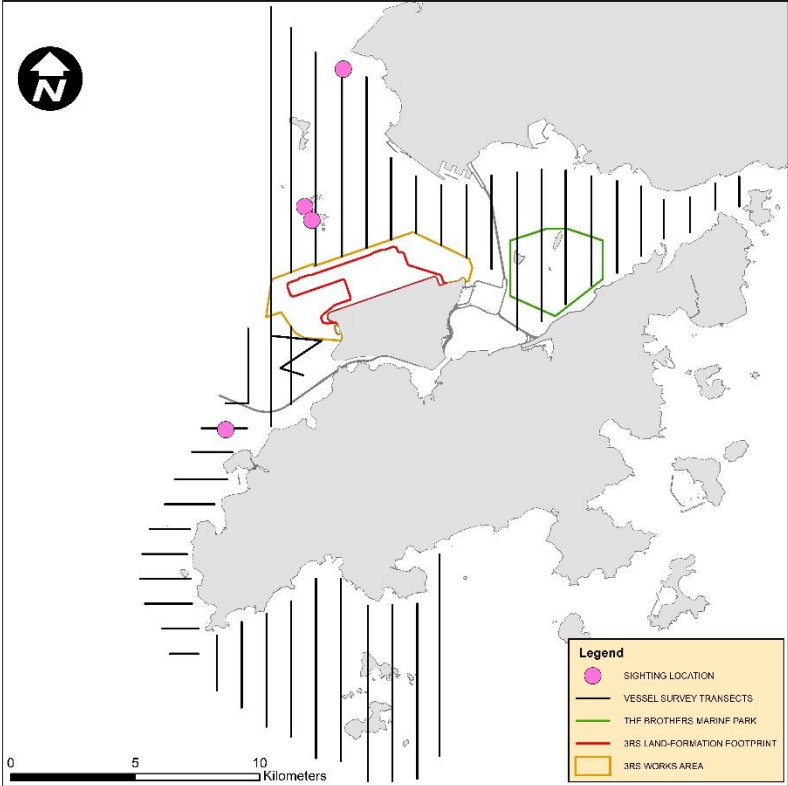 N
Legend
SIGHTING LOCATION
VESSEL SURVEY TRANSECTS
THE BROTHERS MARINE PARK
3RS LAND-FORMATION FOOTPRINT
3RS WORKS AREA
0 5 10
Kilometers